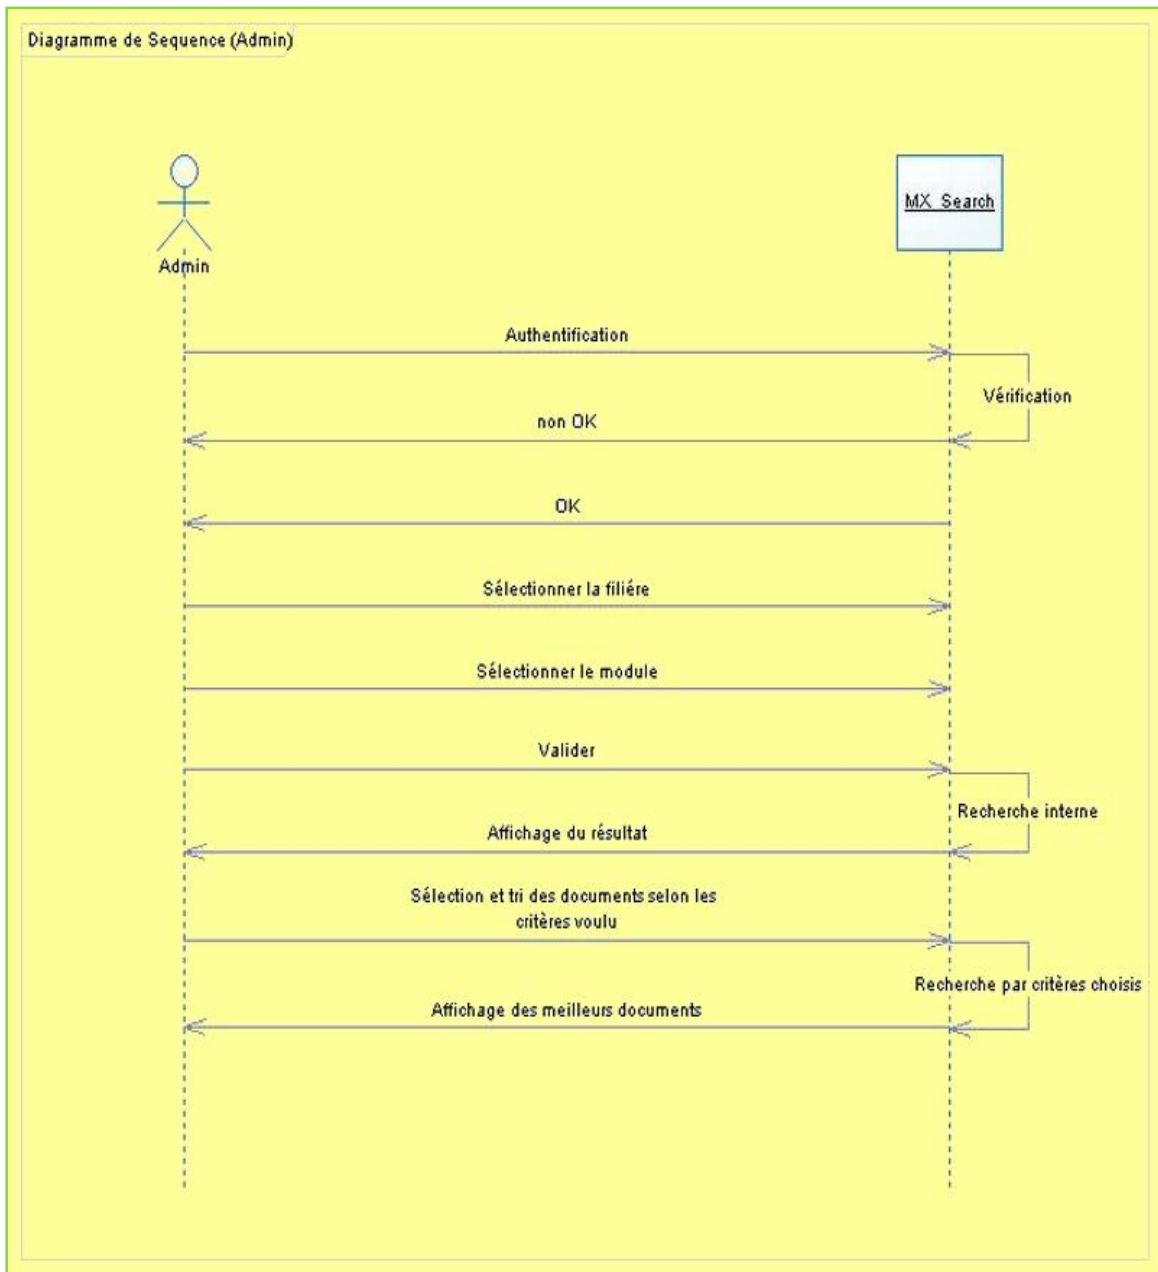 Diagramme de Sequence (Admin)
MX_Search
Admin
Authentification
Vérification
non OK
OK
Sélectionner la filiére
Sélectionner le module
Valider
Recherche interne
Affichage du résultat
Sélection et tri des documents selon les
critères voulu
Recherche par critères choisis
Affichage des meilleurs documents